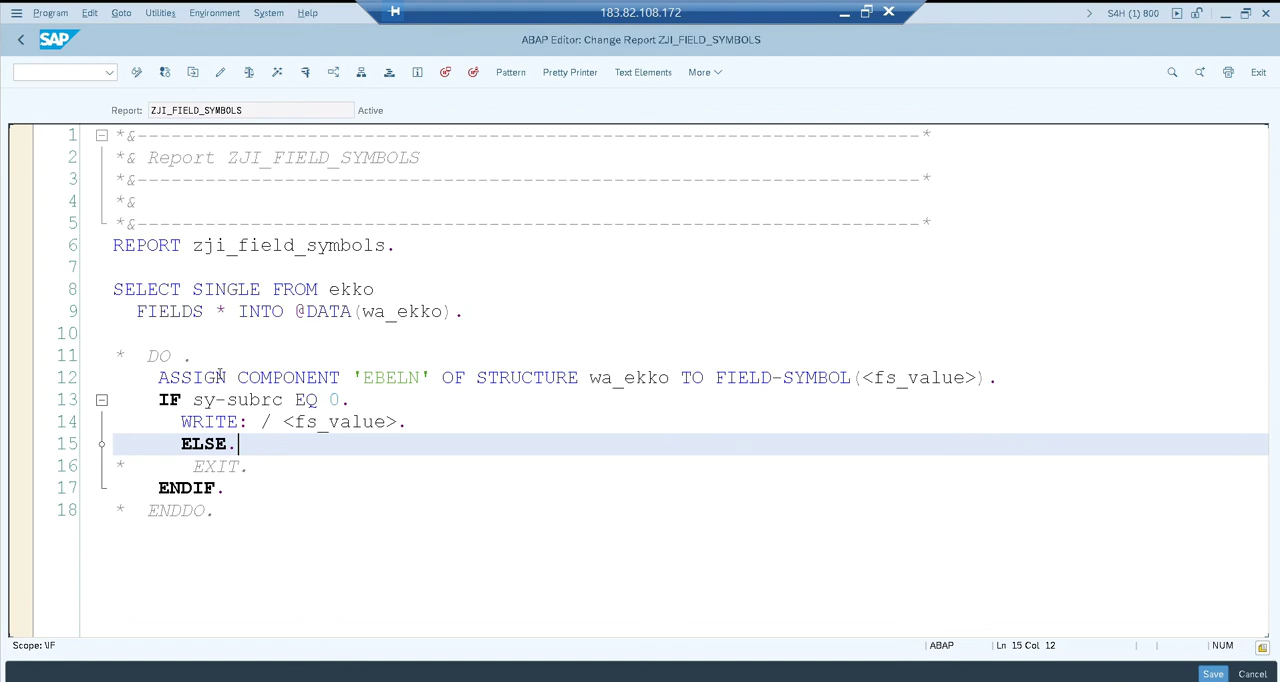 Program Edit Goto Utilities Environment System Help 183.82.108.172 S4H (1) 800
SAP ABAP Editor: Change Report ZJI_FIELD_SYMBOLS
Pattern Pretty Printer Text Elements More Exit
Report: ZJI_FIELD_SYMBOLS Active
1 *&---------------------------------------------------------------------*
2 *& Report ZJI_FIELD_SYMBOLS
3 *&---------------------------------------------------------------------*
4 *&
5 *&---------------------------------------------------------------------*
6 REPORT zji_field_symbols.
7
8 SELECT SINGLE FROM ekko
9 FIELDS * INTO @DATA(wa_ekko).
10
11 * DO .
12 ASSIGN COMPONENT 'EBELN' OF STRUCTURE wa_ekko TO FIELD-SYMBOL(<fs_value>).
13 IF sy-subrc EQ 0.
14 WRITE: / <fs_value>.
15 ELSE.
16 * EXIT.
17 ENDIF.
18 * ENDDO.
Scope: \IF ABAP Ln 15 Col 12 NUM
Save Cancel